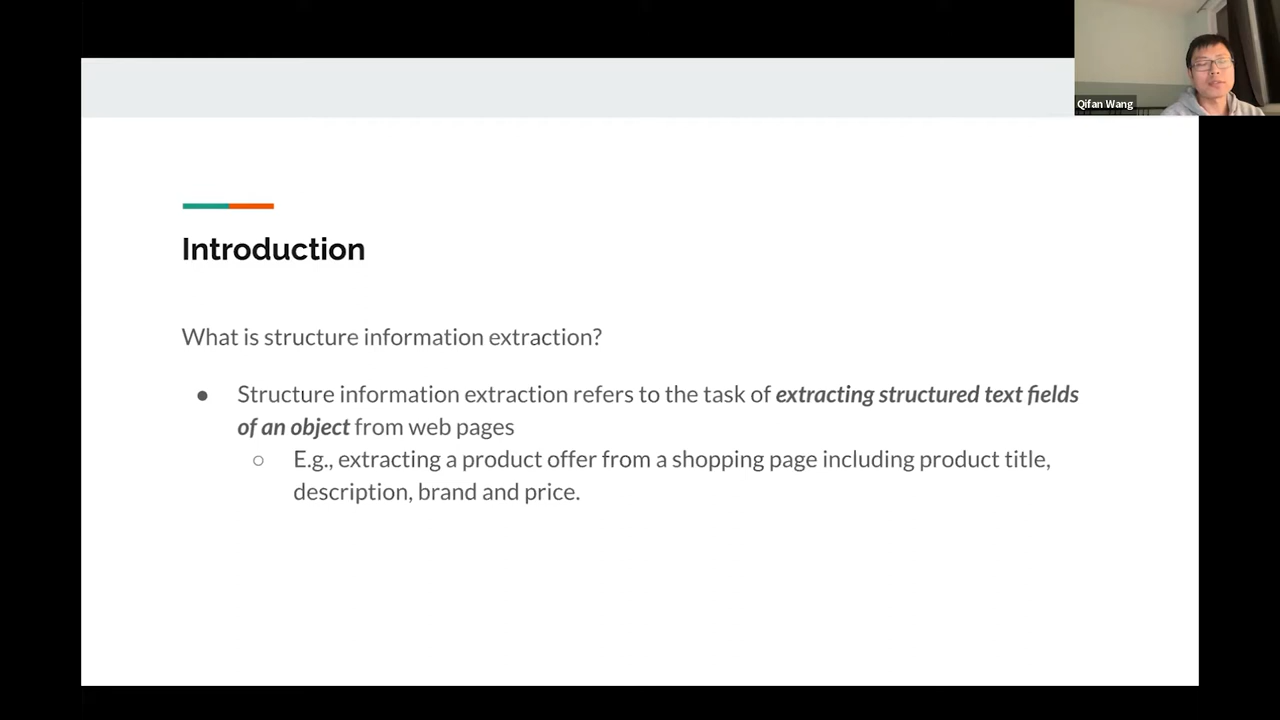 Qifan Wang
Introduction
What is structure information extraction?
● Structure information extraction refers to the task of extracting structured text fields
of an object from web pages
○ E.g., extracting a product offer from a shopping page including product title,
description, brand and price.